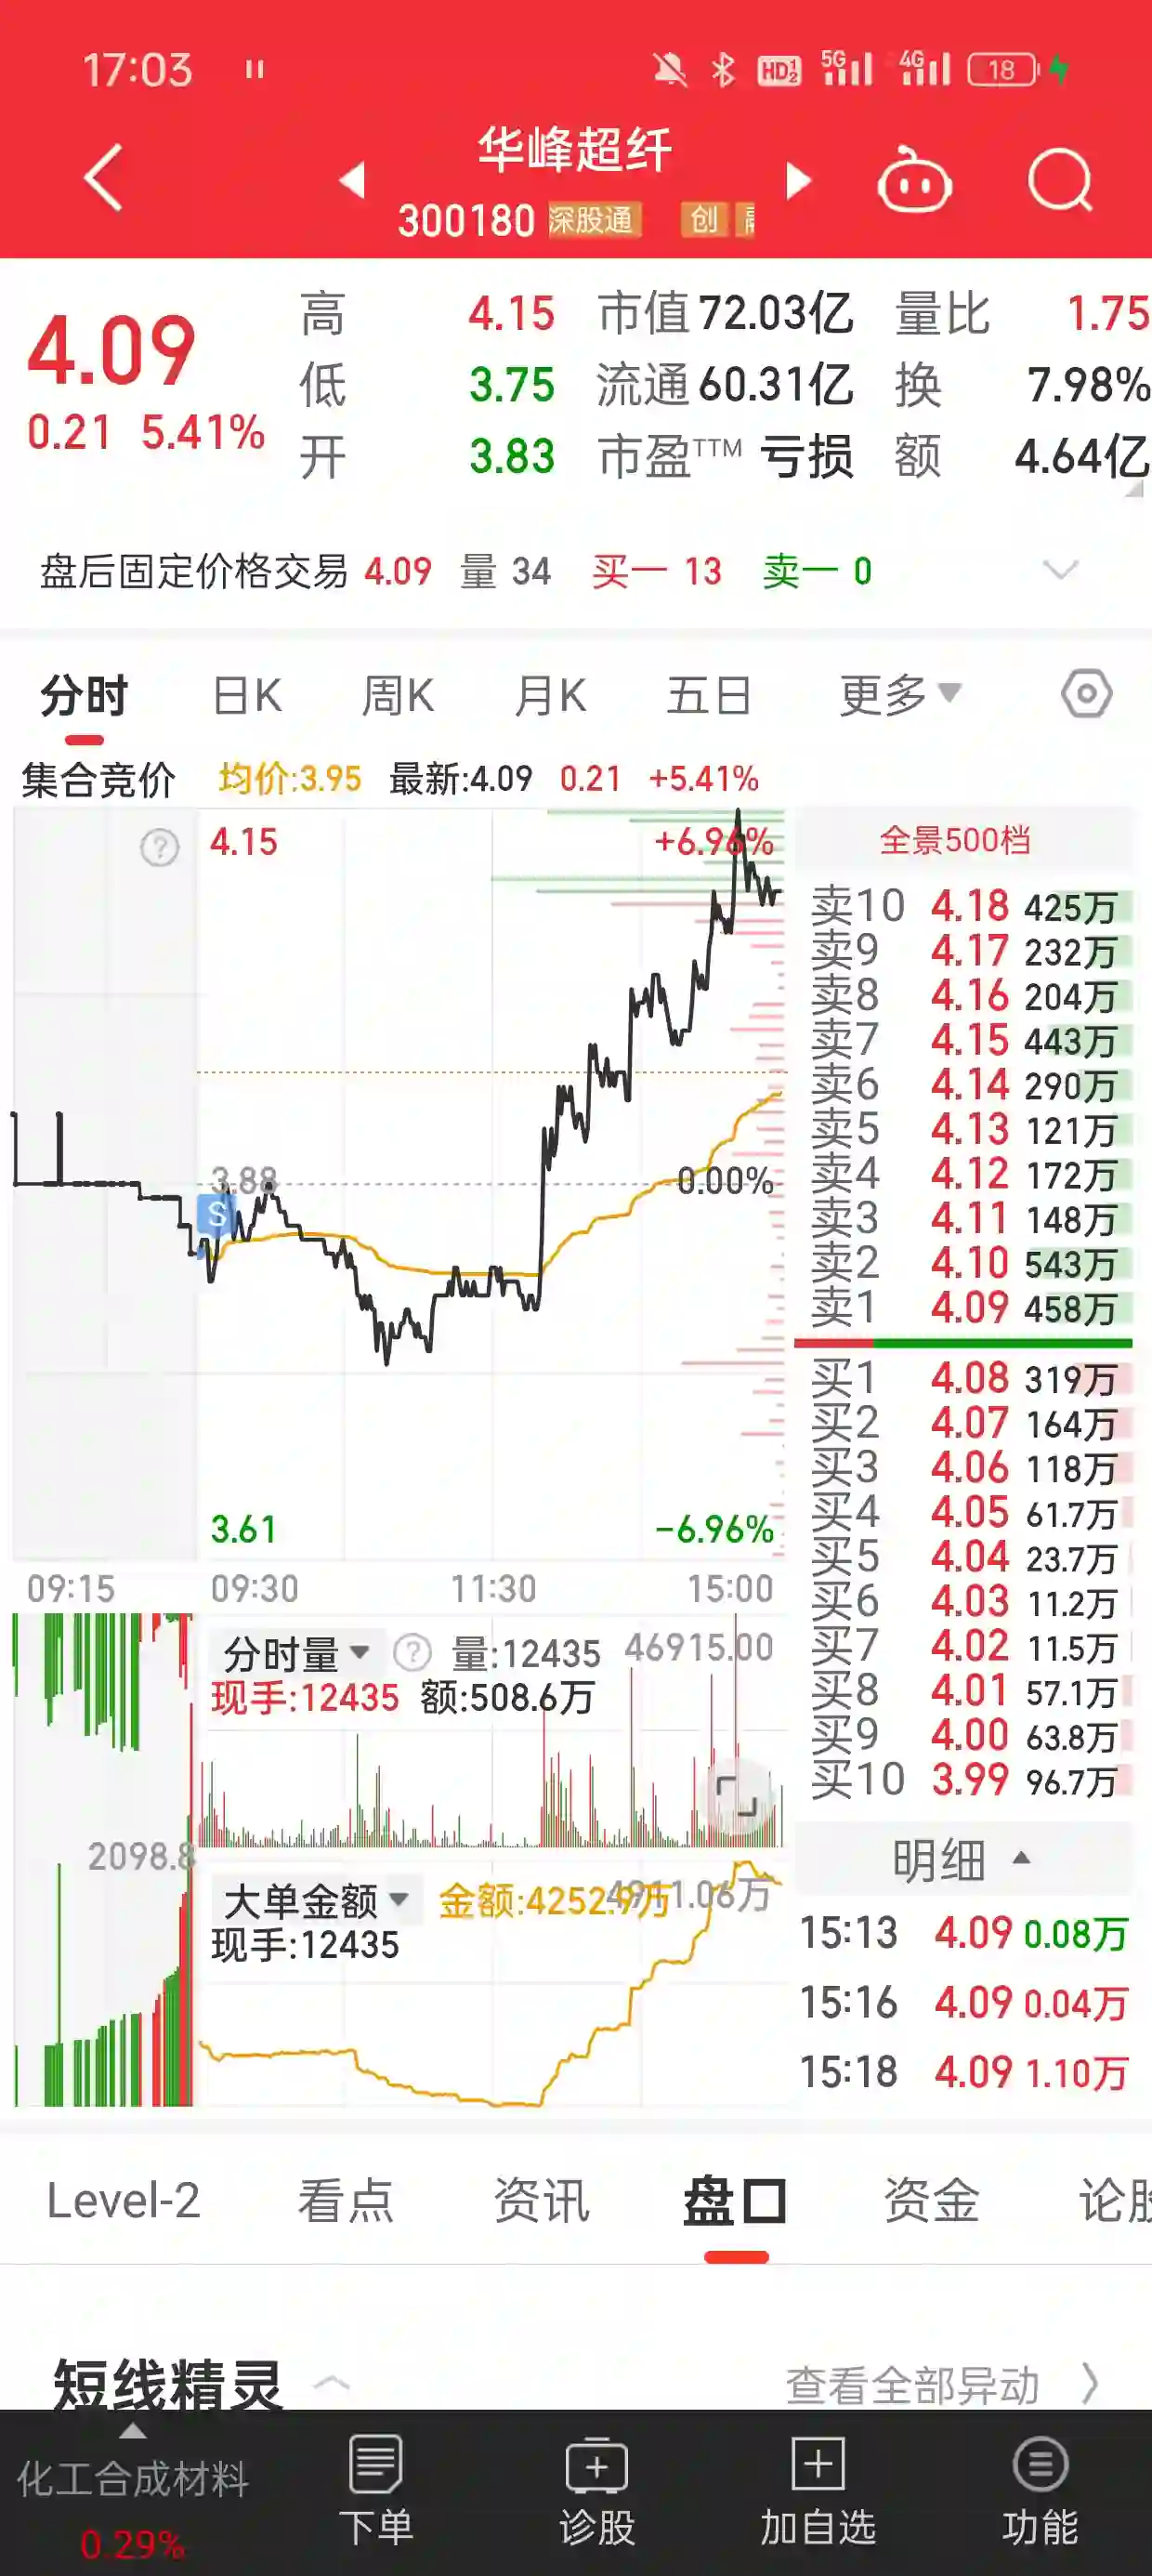 17:03
HD 1 2 5G 4G 18
华峰超纤
300180 深股通 创
4.09
0.21 5.41%
高 4.15 市值 72.03亿 量比 1.75
低 3.75 流通 60.31亿 换 7.98%
开 3.83 市盈TTM 亏损 额 4.64亿
盘后固定价格交易 4.09 量 34 买一 13 卖一 0
分时 日K 周K 月K 五日 更多
集合竞价 均价:3.95 最新:4.09 0.21 +5.41%
? 4.15 +6.96%
3.88 0.00%
S
3.61 -6.96%
09:15 09:30 11:30 15:00
全景500档
卖10 4.18 425万
卖9 4.17 232万
卖8 4.16 204万
卖7 4.15 443万
卖6 4.14 290万
卖5 4.13 121万
卖4 4.12 172万
卖3 4.11 148万
卖2 4.10 543万
卖1 4.09 458万
买1 4.08 319万
买2 4.07 164万
买3 4.06 118万
买4 4.05 61.7万
买5 4.04 23.7万
买6 4.03 11.2万
买7 4.02 11.5万
买8 4.01 57.1万
买9 4.00 63.8万
买10 3.99 96.7万
分时量 ? 量:12435 46915.00
现手:12435 额:508.6万
2098.8
大单金额 金额:4252.9万 4911.06万
现手:12435
明细
15:13 4.09 0.08万
15:16 4.09 0.04万
15:18 4.09 1.10万
Level-2 看点 资讯 盘口 资金 论股
短线精灵 查看全部异动
化工合成材料
0.29%
下单 诊股 加自选 功能